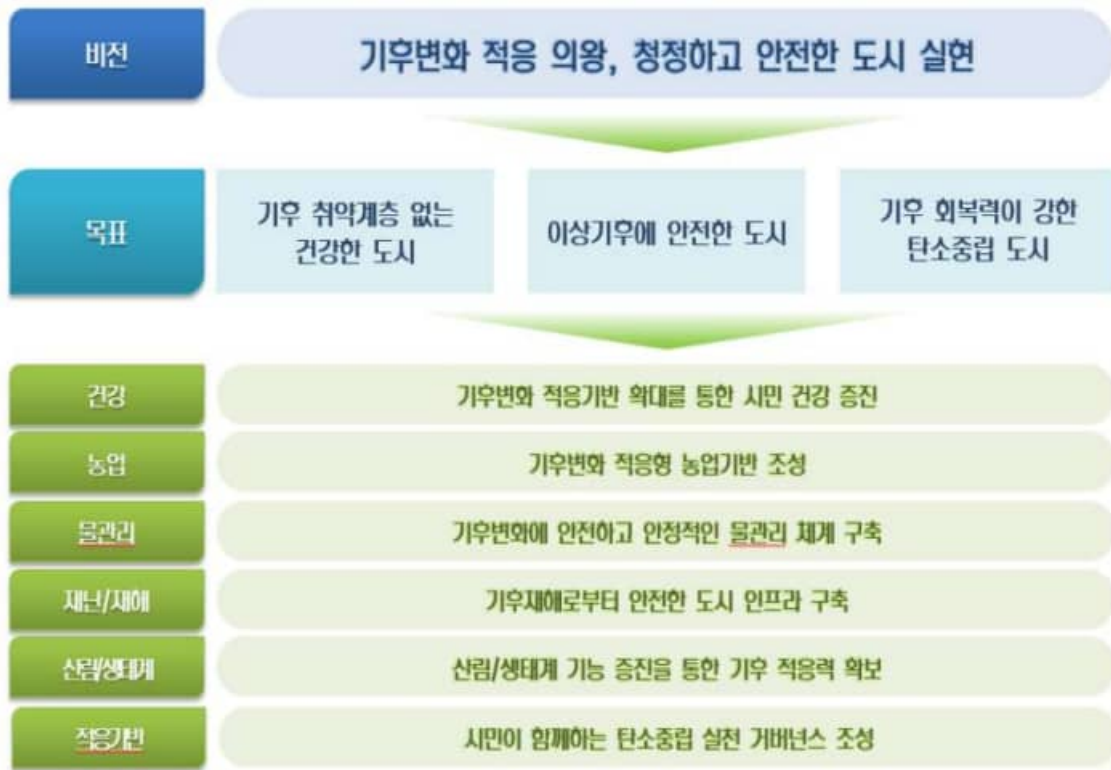 비전
기후변화 적응 의왕, 청정하고 안전한 도시 실현
목표
기후 취약계층 없는
건강한 도시
이상기후에 안전한 도시
기후 회복력이 강한
탄소중립 도시
건강
기후변화 적응기반 확대를 통한 시민 건강 증진
농업
기후변화 적응형 농업기반 조성
물관리
기후변화에 안전하고 안정적인 물관리 체계 구축
재난/재해
기후재해로부터 안전한 도시 인프라 구축
산림/생태계
산림/생태계 기능 증진을 통한 기후 적응력 확보
적응기반
시민이 함께하는 탄소중립 실천 거버넌스 조성